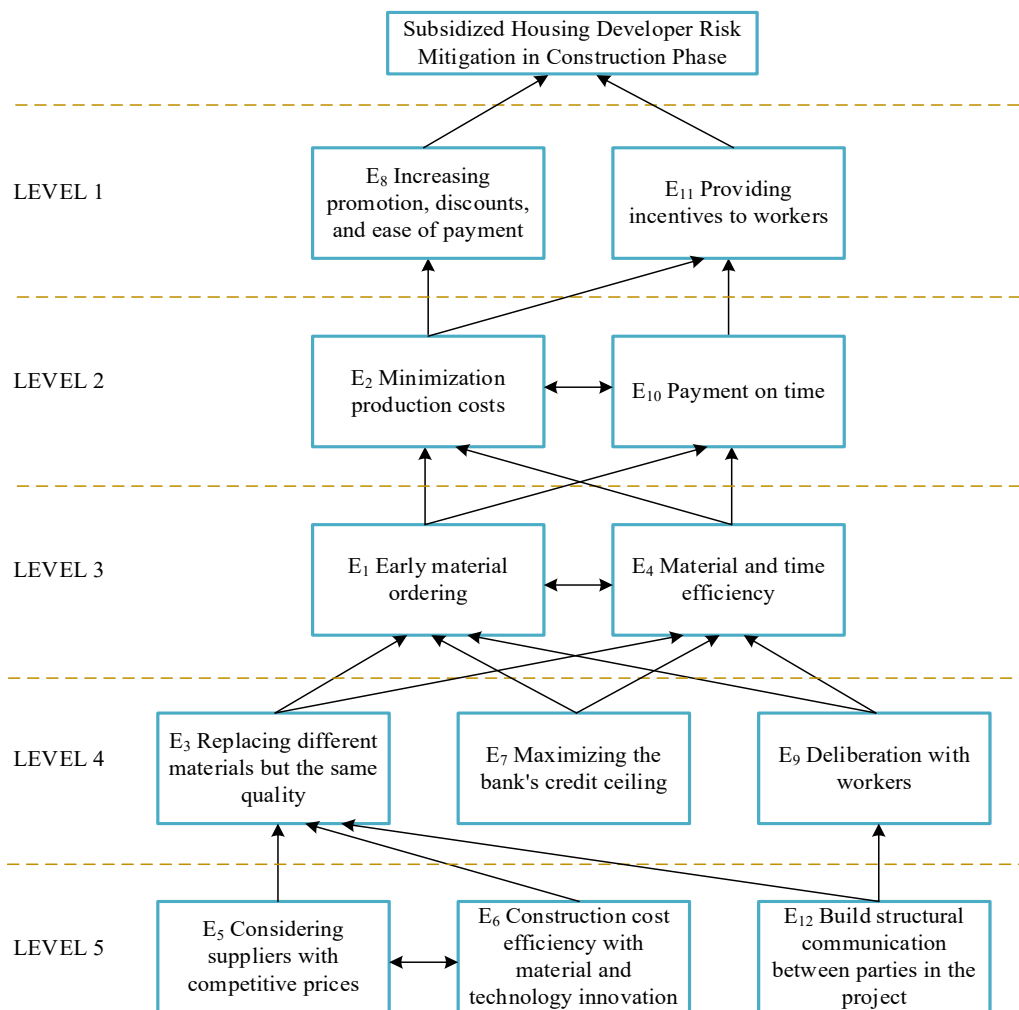 Subsidized Housing Developer Risk
Mitigation in Construction Phase
LEVEL 1
E₈ Increasing
promotion, discounts,
and ease of payment
E₁₁ Providing
incentives to workers
LEVEL 2
E₂ Minimization
production costs
E₁₀ Payment on time
LEVEL 3
E₁ Early material
ordering
E₄ Material and time
efficiency
LEVEL 4
E₃ Replacing different
materials but the same
quality
E₇ Maximizing the
bank's credit ceiling
E₉ Deliberation with
workers
LEVEL 5
E₅ Considering
suppliers with
competitive prices
E₆ Construction cost
efficiency with
material and
technology innovation
E₁₂ Build structural
communication
between parties in the
project